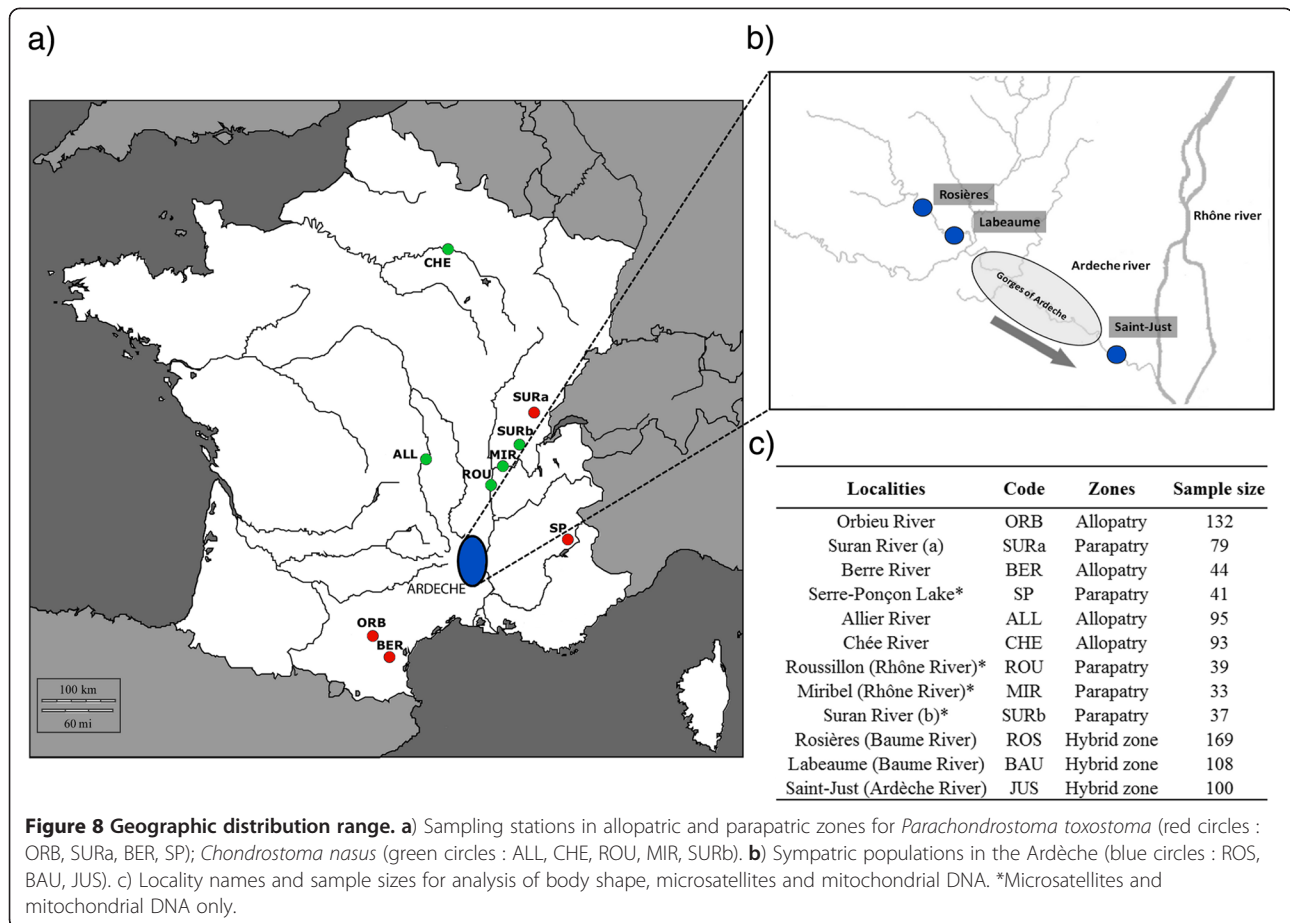 a)
CHE
SURa
SURb
MIR
ALL
ROU
SP
ARDECHE
ORB
BER
100 km
60 mi
b)
Rosières
Labeaume
Rhône river
Ardeche river
Gorges of Ardeche
Saint-Just
c)
Localities Code Zones Sample size
Orbieu River ORB Allopatry 132
Suran River (a) SURa Parapatry 79
Berre River BER Allopatry 44
Serre-Ponçon Lake* SP Parapatry 41
Allier River ALL Allopatry 95
Chée River CHE Allopatry 93
Roussillon (Rhône River)* ROU Parapatry 39
Miribel (Rhône River)* MIR Parapatry 33
Suran River (b)* SURb Parapatry 37
Rosières (Baume River) ROS Hybrid zone 169
Labeaume (Baume River) BAU Hybrid zone 108
Saint-Just (Ardèche River) JUS Hybrid zone 100
Figure 8 Geographic distribution range. a) Sampling stations in allopatric and parapatric zones for Parachondrostoma toxostoma (red circles :
ORB, SURa, BER, SP); Chondrostoma nasus (green circles : ALL, CHE, ROU, MIR, SURb). b) Sympatric populations in the Ardèche (blue circles : ROS,
BAU, JUS). c) Locality names and sample sizes for analysis of body shape, microsatellites and mitochondrial DNA. *Microsatellites and
mitochondrial DNA only.